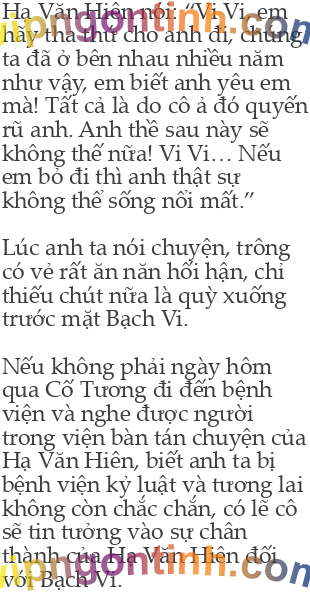 Hạ Văn Hiên nói: “Vi Vi, em
hãy tha thứ cho anh đi, chúng
ta đã ở bên nhau nhiều năm
như vậy, em biết anh yêu em
mà! Tất cả là do cô ả đó quyến
rũ anh. Anh thề sau này sẽ
không thế nữa! Vi Vi… Nếu
em bỏ đi thì anh thật sự
không thể sống nổi mất.”
Lúc anh ta nói chuyện, trông
có vẻ rất ăn năn hối hận, chỉ
thiếu chút nữa là quỳ xuống
trước mặt Bạch Vi.
Nếu không phải ngày hôm
qua Cố Tương đi đến bệnh
viện và nghe được người
trong viện bàn tán chuyện của
Hạ Văn Hiên, biết anh ta bị
bệnh viện kỷ luật và tương lai
không còn chắc chắn, có lẽ cô
sẽ tin tưởng vào sự chân
thành của Hạ Văn Hiên đối
với Bạch Vi.
vipngontinh.com